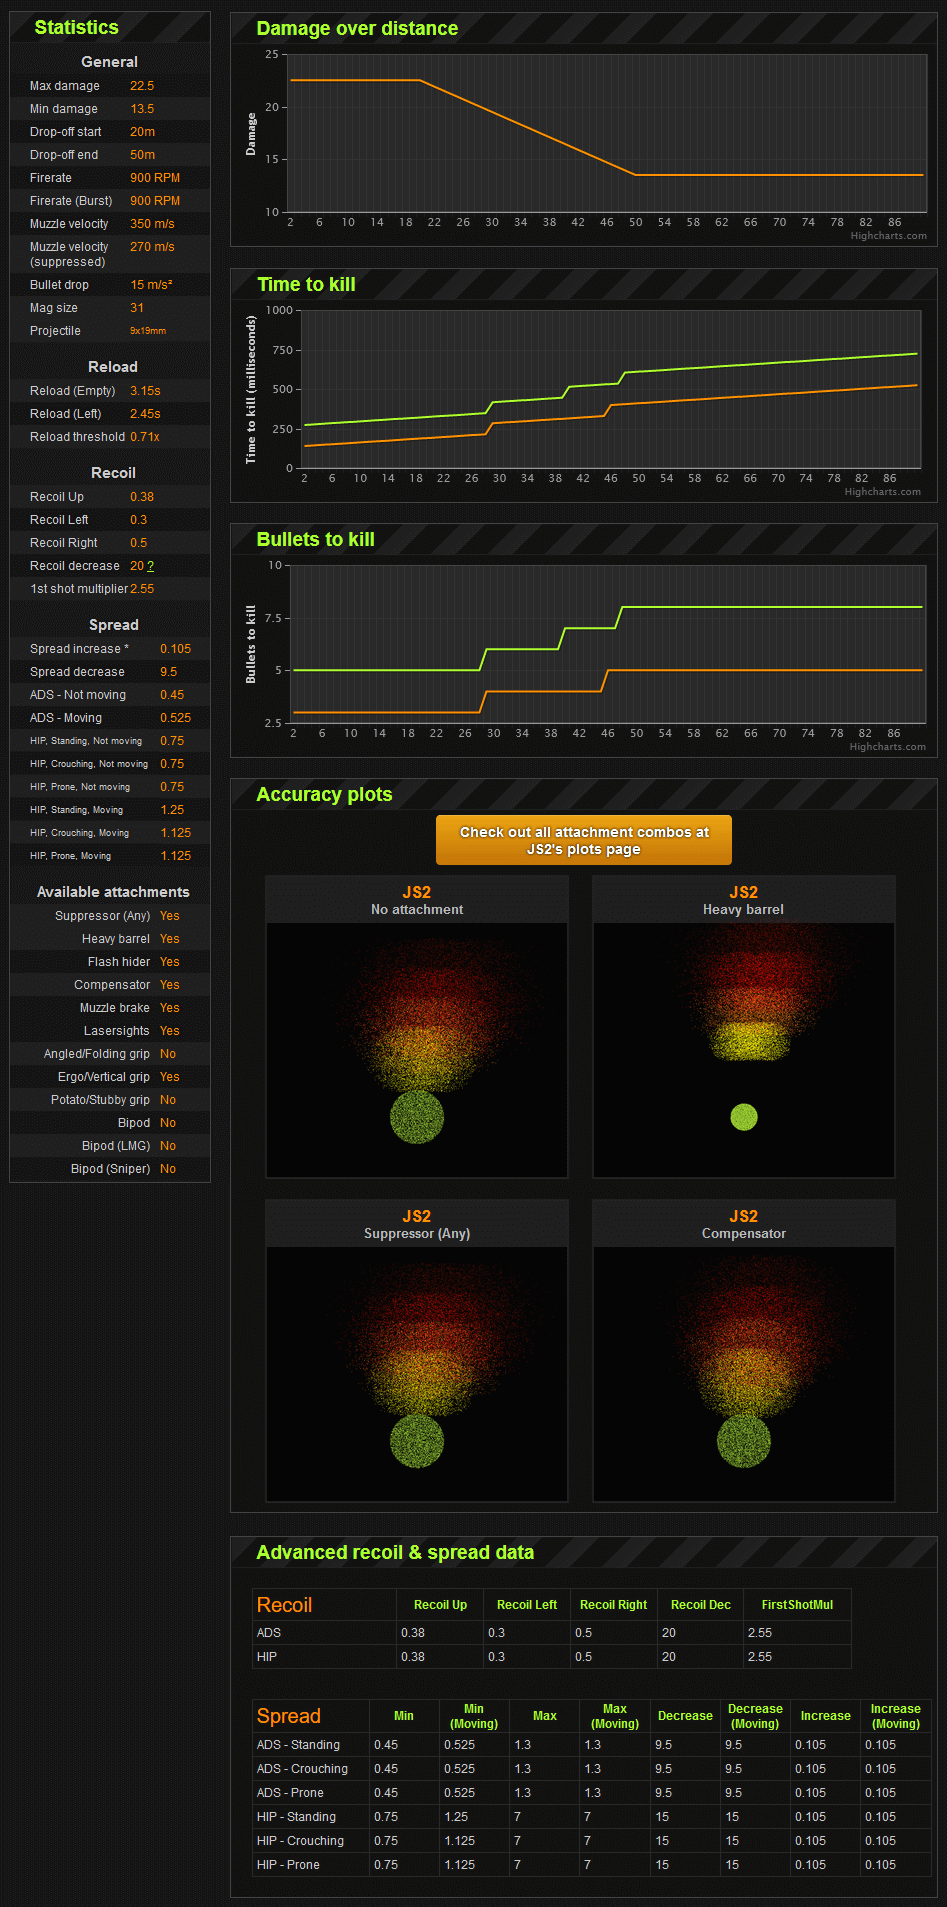 Statistics
General
Max damage 22.5
Min damage 13.5
Drop-off start 20m
Drop-off end 50m
Firerate 900 RPM
Firerate (Burst) 900 RPM
Muzzle velocity 350 m/s
Muzzle velocity (suppressed) 270 m/s
Bullet drop 15 m/s²
Mag size 31
Projectile 9x19mm
Reload
Reload (Empty) 3.15s
Reload (Left) 2.45s
Reload threshold 0.71x
Recoil
Recoil Up 0.38
Recoil Left 0.3
Recoil Right 0.5
Recoil decrease 20 ?
1st shot multiplier 2.55
Spread
Spread increase * 0.105
Spread decrease 9.5
ADS - Not moving 0.45
ADS - Moving 0.525
HIP, Standing, Not moving 0.75
HIP, Crouching, Not moving 0.75
HIP, Prone, Not moving 0.75
HIP, Standing, Moving 1.25
HIP, Crouching, Moving 1.125
HIP, Prone, Moving 1.125
Available attachments
Suppressor (Any) Yes
Heavy barrel Yes
Flash hider Yes
Compensator Yes
Muzzle brake Yes
Lasersights Yes
Angled/Folding grip No
Ergo/Vertical grip Yes
Potato/Stubby grip No
Bipod No
Bipod (LMG) No
Bipod (Sniper) No
Damage over distance
25
20
15
10
Damage
2 6 10 14 18 22 26 30 34 38 42 46 50 54 58 62 66 70 74 78 82 86
Highcharts.com
Time to kill
1000
750
500
250
0
Time to kill (milliseconds)
2 6 10 14 18 22 26 30 34 38 42 46 50 54 58 62 66 70 74 78 82 86
Highcharts.com
Bullets to kill
10
7.5
5
2.5
Bullets to kill
2 6 10 14 18 22 26 30 34 38 42 46 50 54 58 62 66 70 74 78 82 86
Highcharts.com
Accuracy plots
Check out all attachment combos at
JS2's plots page
JS2
No attachment
JS2
Heavy barrel
JS2
Suppressor (Any)
JS2
Compensator
Advanced recoil & spread data
Recoil Recoil Up Recoil Left Recoil Right Recoil Dec FirstShotMul
ADS 0.38 0.3 0.5 20 2.55
HIP 0.38 0.3 0.5 20 2.55
Spread Min Min (Moving) Max Max (Moving) Decrease Decrease (Moving) Increase Increase (Moving)
ADS - Standing 0.45 0.525 1.3 1.3 9.5 9.5 0.105 0.105
ADS - Crouching 0.45 0.525 1.3 1.3 9.5 9.5 0.105 0.105
ADS - Prone 0.45 0.525 1.3 1.3 9.5 9.5 0.105 0.105
HIP - Standing 0.75 1.25 7 7 15 15 0.105 0.105
HIP - Crouching 0.75 1.125 7 7 15 15 0.105 0.105
HIP - Prone 0.75 1.125 7 7 15 15 0.105 0.105